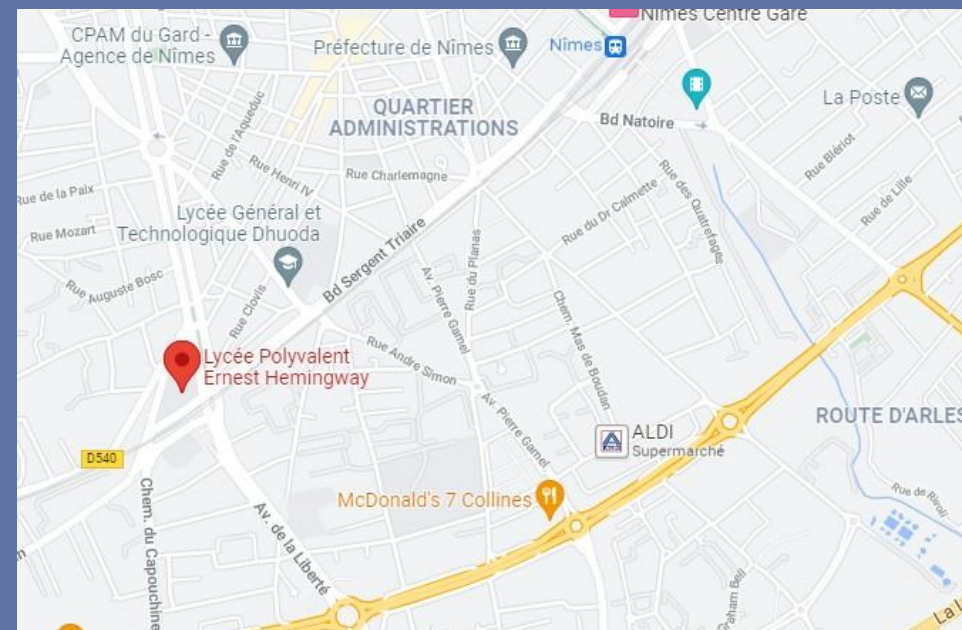 Nîmes Centre Gare
CPAM du Gard -
Agence de Nîmes
Préfecture de Nîmes
Nîmes
La Poste
QUARTIER
ADMINISTRATIONS
Bd Natoire
Rue de l'Aqueduc
Rue Henri IV
Rue Charlemagne
Rue Blériot
Rue de la Paix
Rue des Quatrefages
Rue de Lille
Rue du Dr Calmette
Lycée Général et
Technologique Dhuoda
Rue Mozart
Bd Sergent Triaire
Rue du Planas
Av. Pierre Gamel
Rue Auguste Bosc
Rue Clovis
Chem. Mas de Boudan
Lycée Polyvalent
Ernest Hemingway
Rue Andre Simon
Av. Pierre Gamel
ROUTE D'ARLES
ALDI
Supermarché
D540
McDonald's 7 Collines
Rue de Rivoli
Chem. du Capouchine
Av. de la Liberté
Graham Bell
La L